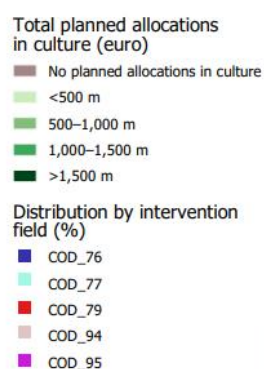 Total planned allocations
in culture (euro)
No planned allocations in culture
<500 m
500–1,000 m
1,000–1,500 m
>1,500 m
Distribution by intervention
field (%)
COD_76
COD_77
COD_79
COD_94
COD_95